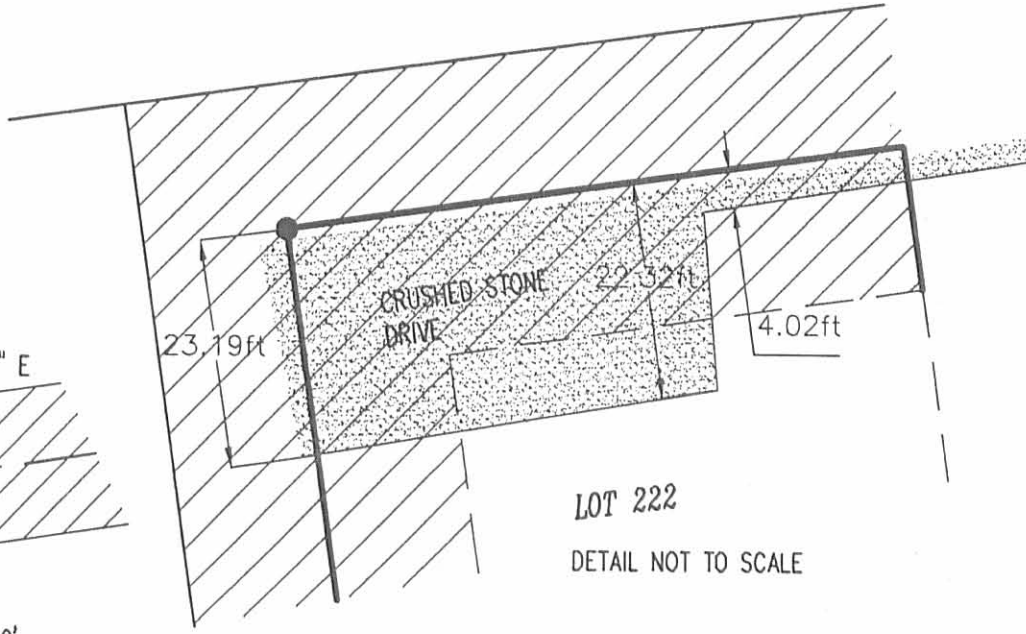 CRUSHED STONE
DRIVE
22.32ft
23.19ft
4.02ft
" E
LOT 222
DETAIL NOT TO SCALE